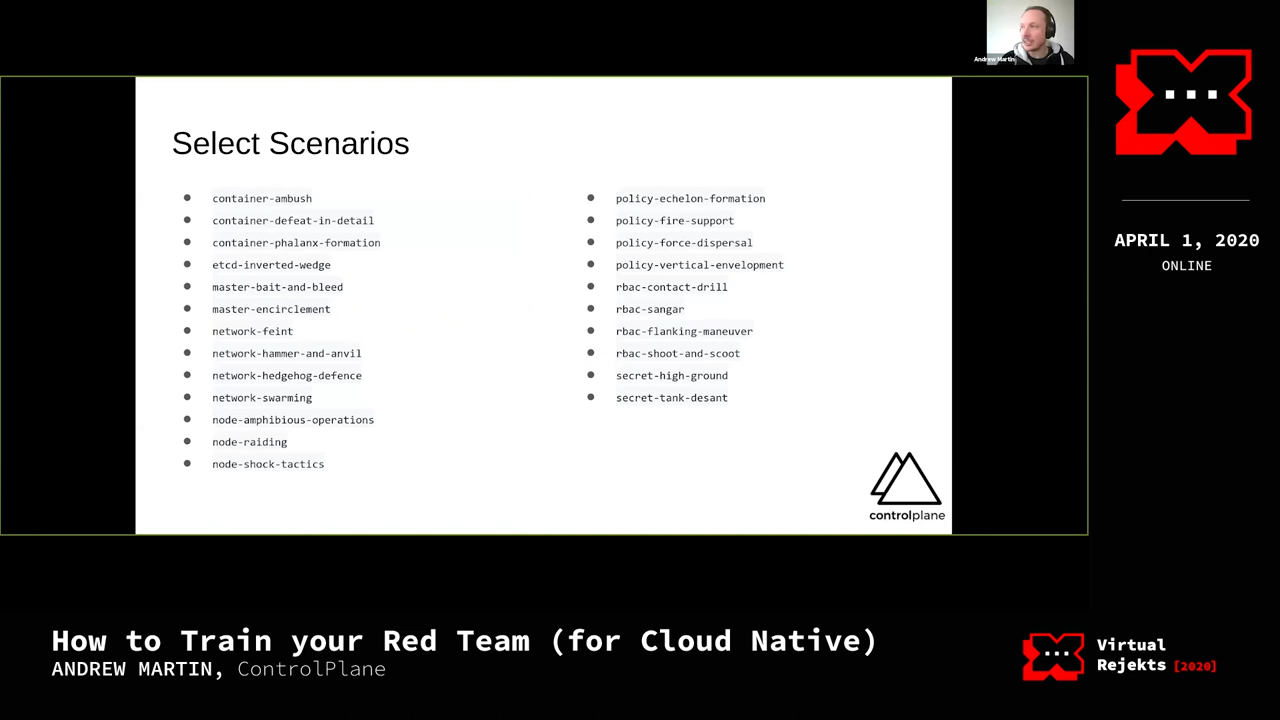 Andrew Martin
Select Scenarios
container-ambush
container-defeat-in-detail
container-phalanx-formation
etcd-inverted-wedge
master-bait-and-bleed
master-encirclement
network-feint
network-hammer-and-anvil
network-hedgehog-defence
network-swarming
node-amphibious-operations
node-raiding
node-shock-tactics
policy-echelon-formation
policy-fire-support
policy-force-dispersal
policy-vertical-envelopment
rbac-contact-drill
rbac-sangar
rbac-flanking-maneuver
rbac-shoot-and-scoot
secret-high-ground
secret-tank-desant
controlplane
APRIL 1, 2020
ONLINE
How to Train your Red Team (for Cloud Native)
ANDREW MARTIN, ControlPlane
Virtual
Rejekts [2020]